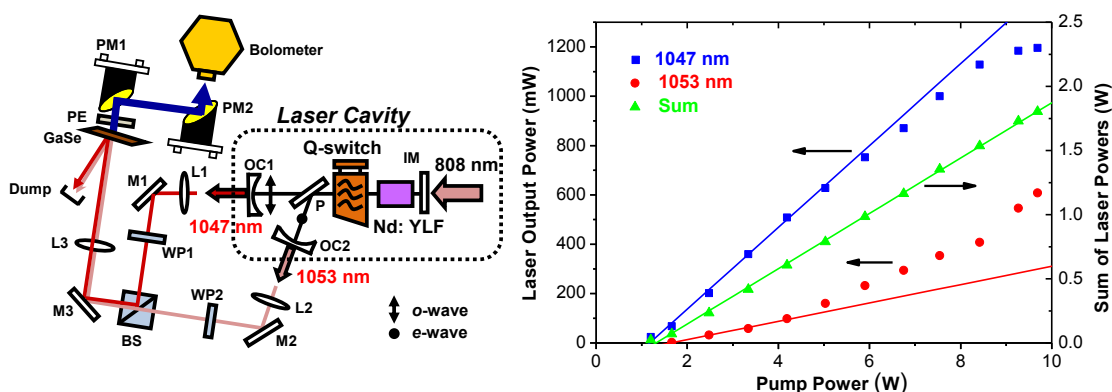 PM1
Bolometer
PE
PM2
GaSe
Laser Cavity
Q-switch
OC1
IM
808 nm
Dump
M1
L1
P
1047 nm
Nd: YLF
L3
WP1
OC2
1053 nm
M3
WP2
L2
o-wave
BS
M2
e-wave
Laser Output Power (mW)
1200
1000
800
600
400
200
0
1047 nm
1053 nm
Sum
0 2 4 6 8 10
Pump Power (W)
2.5
2.0
1.5
1.0
0.5
0.0
Sum of Laser Powers (W)